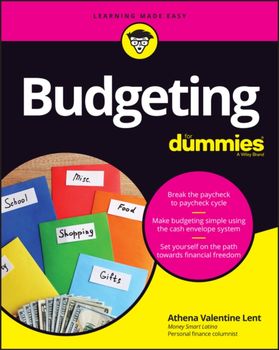 LEARNING MADE EASY
Budgeting
for
dummies
A Wiley Brand
Misc.
School
Food
Shopping
Gifts
Break the paycheck
to paycheck cycle
Make budgeting simple using
the cash envelope system
Set yourself on the path
towards financial freedom
Athena Valentine Lent
Money Smart Latina
Personal finance columnist